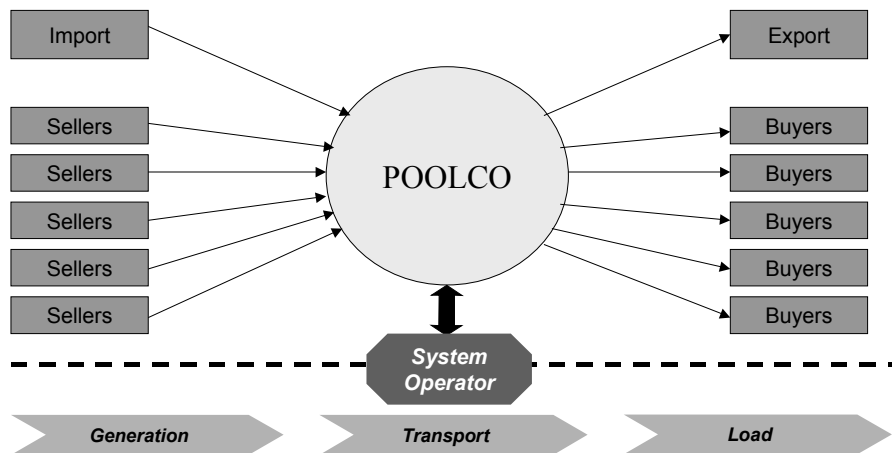 Import
Export
Sellers
Buyers
Sellers
POOLCO
Buyers
Sellers
Buyers
Sellers
Buyers
Sellers
Buyers
System
Operator
Generation
Transport
Load